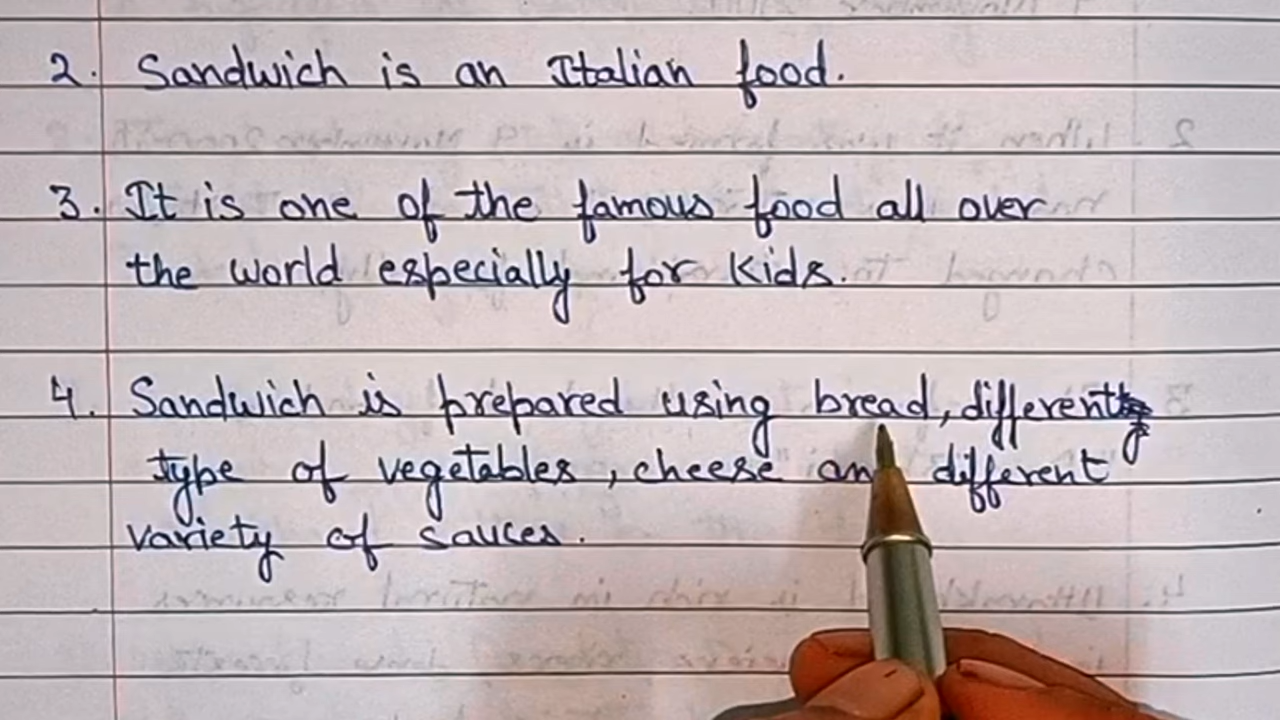 2. Sandwich is an Italian food.
3. It is one of the famous food all over
the world especially for kids.
4. Sandwich is prepared using bread, different
type of vegetables, cheese and different
variety of sauces.